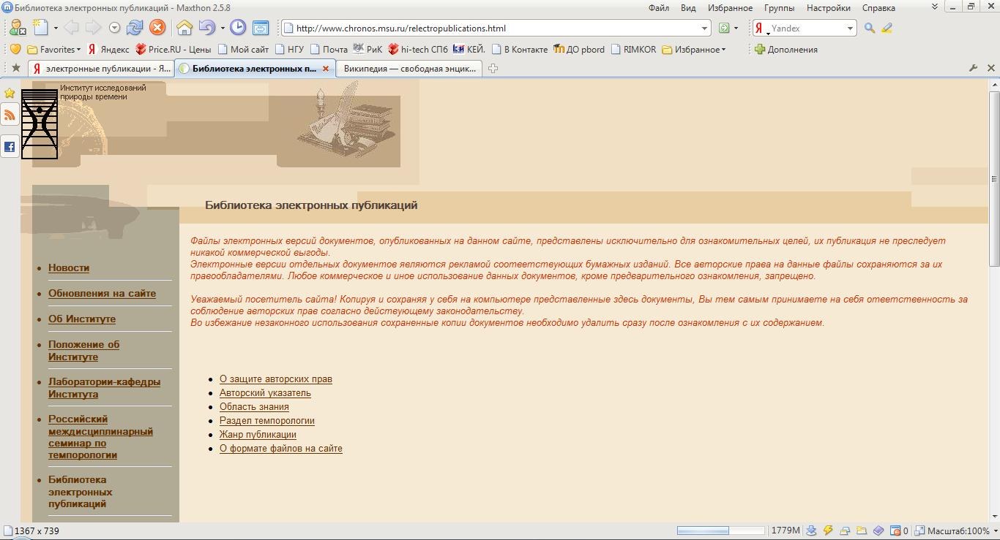 Библиотека электронных публикаций - Maxthon 2.5.8
Файл Вид Избранное Группы Настройки Справка
http://www.chronos.msu.ru/relectropublications.html
Я Yandex
Favorites Я Яндекс Price.RU - Цены Мой сайт НГУ Почта РиК hi-tech СПб КЕЙ. В Контакте ДО pbord RIMKOR Избранное Дополнения
Я электронные публикации - Я... Библиотека электронных п... Википедия — свободная энцик...
Институт исследований
природы времени
Библиотека электронных публикаций
Файлы электронных версий документов, опубликованных на данном сайте, представлены исключительно для ознакомительных целей, их публикация не преследует
никакой коммерческой выгоды.
Электронные версии отдельных документов являются рекламой соответствующих бумажных изданий. Все авторские права на данные файлы сохраняются за их
правообладателями. Любое коммерческое и иное использование данных документов, кроме предварительного ознакомления, запрещено.
Уважаемый посетитель сайта! Копируя и сохраняя у себя на компьютере представленные здесь документы, Вы тем самым принимаете на себя ответственность за
соблюдение авторских прав согласно действующему законодательству.
Во избежание незаконного использования сохраненные копии документов необходимо удалить сразу после ознакомления с их содержанием.
О защите авторских прав
Авторский указатель
Область знания
Раздел темпорологии
Жанр публикации
О формате файлов на сайте
Новости
Обновления на сайте
Об Институте
Положение об
Институте
Лаборатории-кафедры
Института
Российский
междисциплинарный
семинар по
темпорологии
Библиотека
электронных
публикаций
1367 x 739
1779M 0 Масштаб:100%